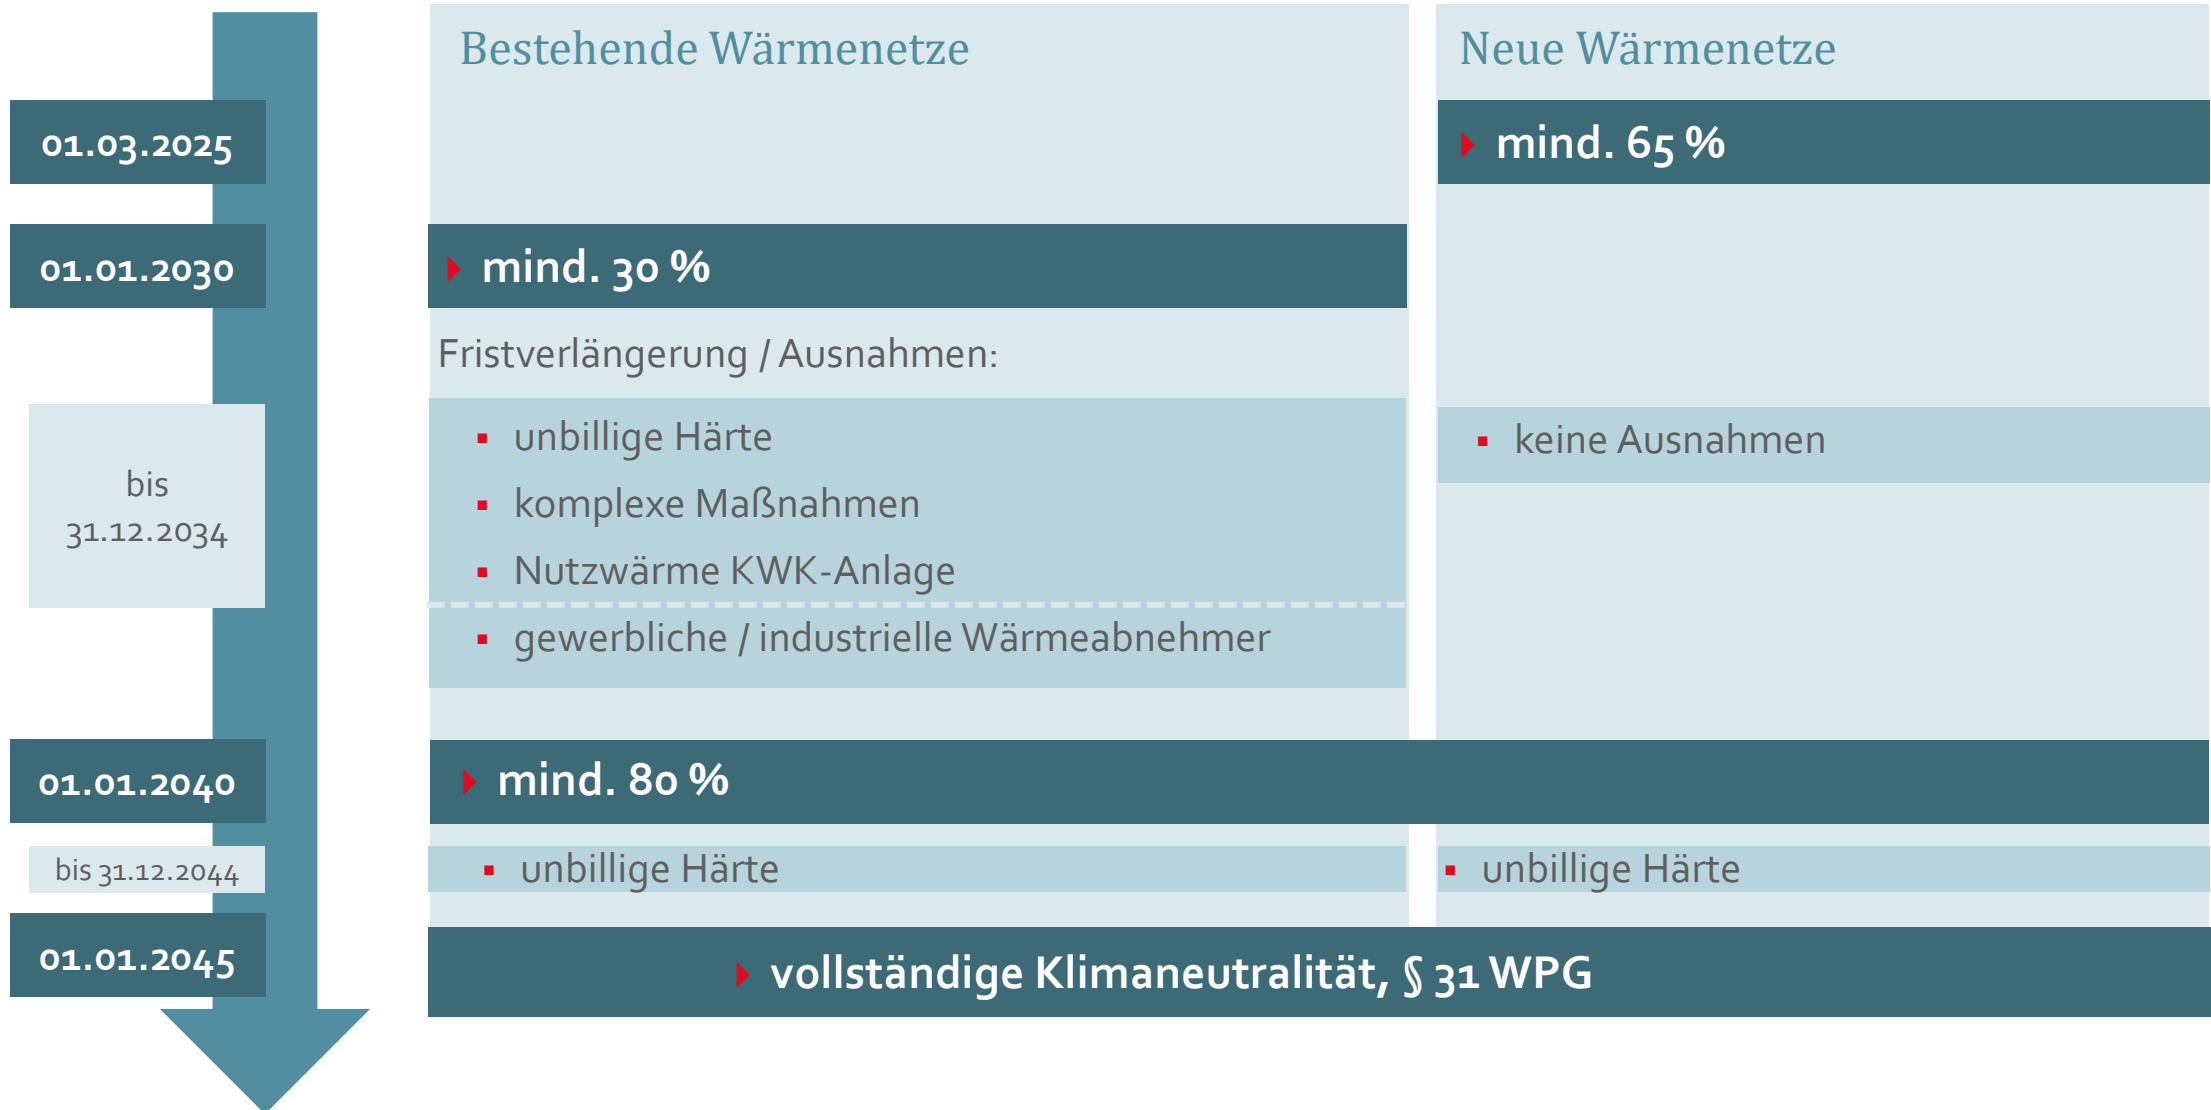 Bestehende Wärmenetze
Neue Wärmenetze
01.03.2025
mind. 65 %
01.01.2030
mind. 30 %
Fristverlängerung / Ausnahmen:
bis
31.12.2034
unbillige Härte
komplexe Maßnahmen
Nutzwärme KWK-Anlage
gewerbliche / industrielle Wärmeabnehmer
keine Ausnahmen
01.01.2040
mind. 80 %
bis 31.12.2044
unbillige Härte
unbillige Härte
01.01.2045
vollständige Klimaneutralität, § 31 WPG